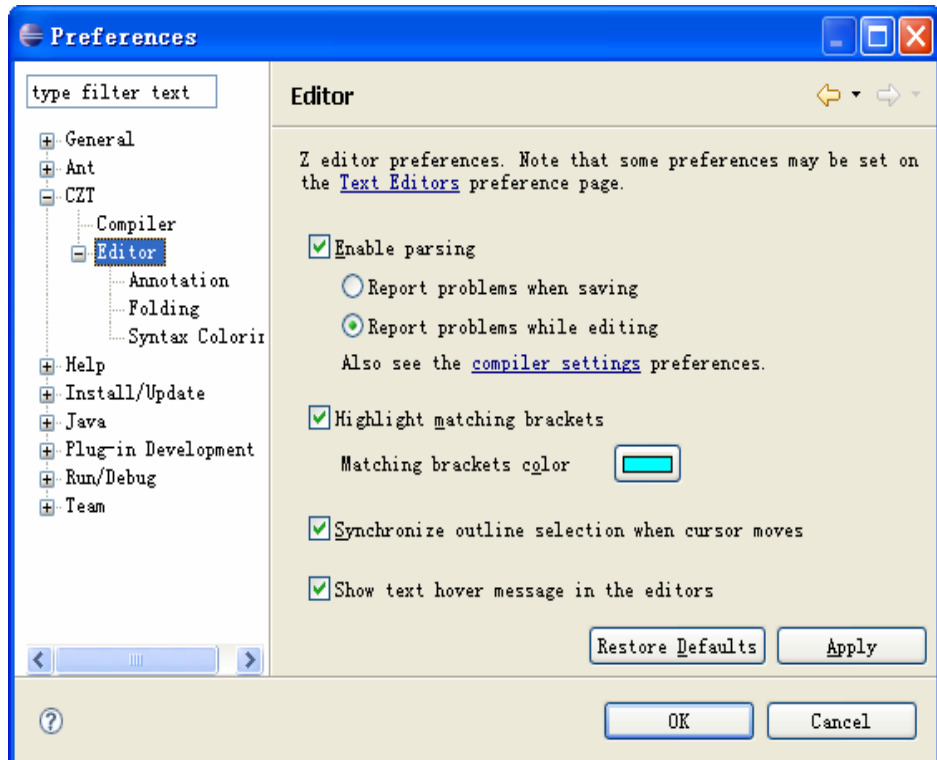 Preferences
type filter text
General
Ant
CZT
Compiler
Editor
Annotation
Folding
Syntax Colorin
Help
Install/Update
Java
Plug-in Development
Run/Debug
Team
Editor
Z editor preferences. Note that some preferences may be set on
the Text Editors preference page.
Enable parsing
Report problems when saving
Report problems while editing
Also see the compiler settings preferences.
Highlight matching brackets
Matching brackets color
Synchronize outline selection when cursor moves
Show text hover message in the editors
Restore Defaults
Apply
?
OK
Cancel